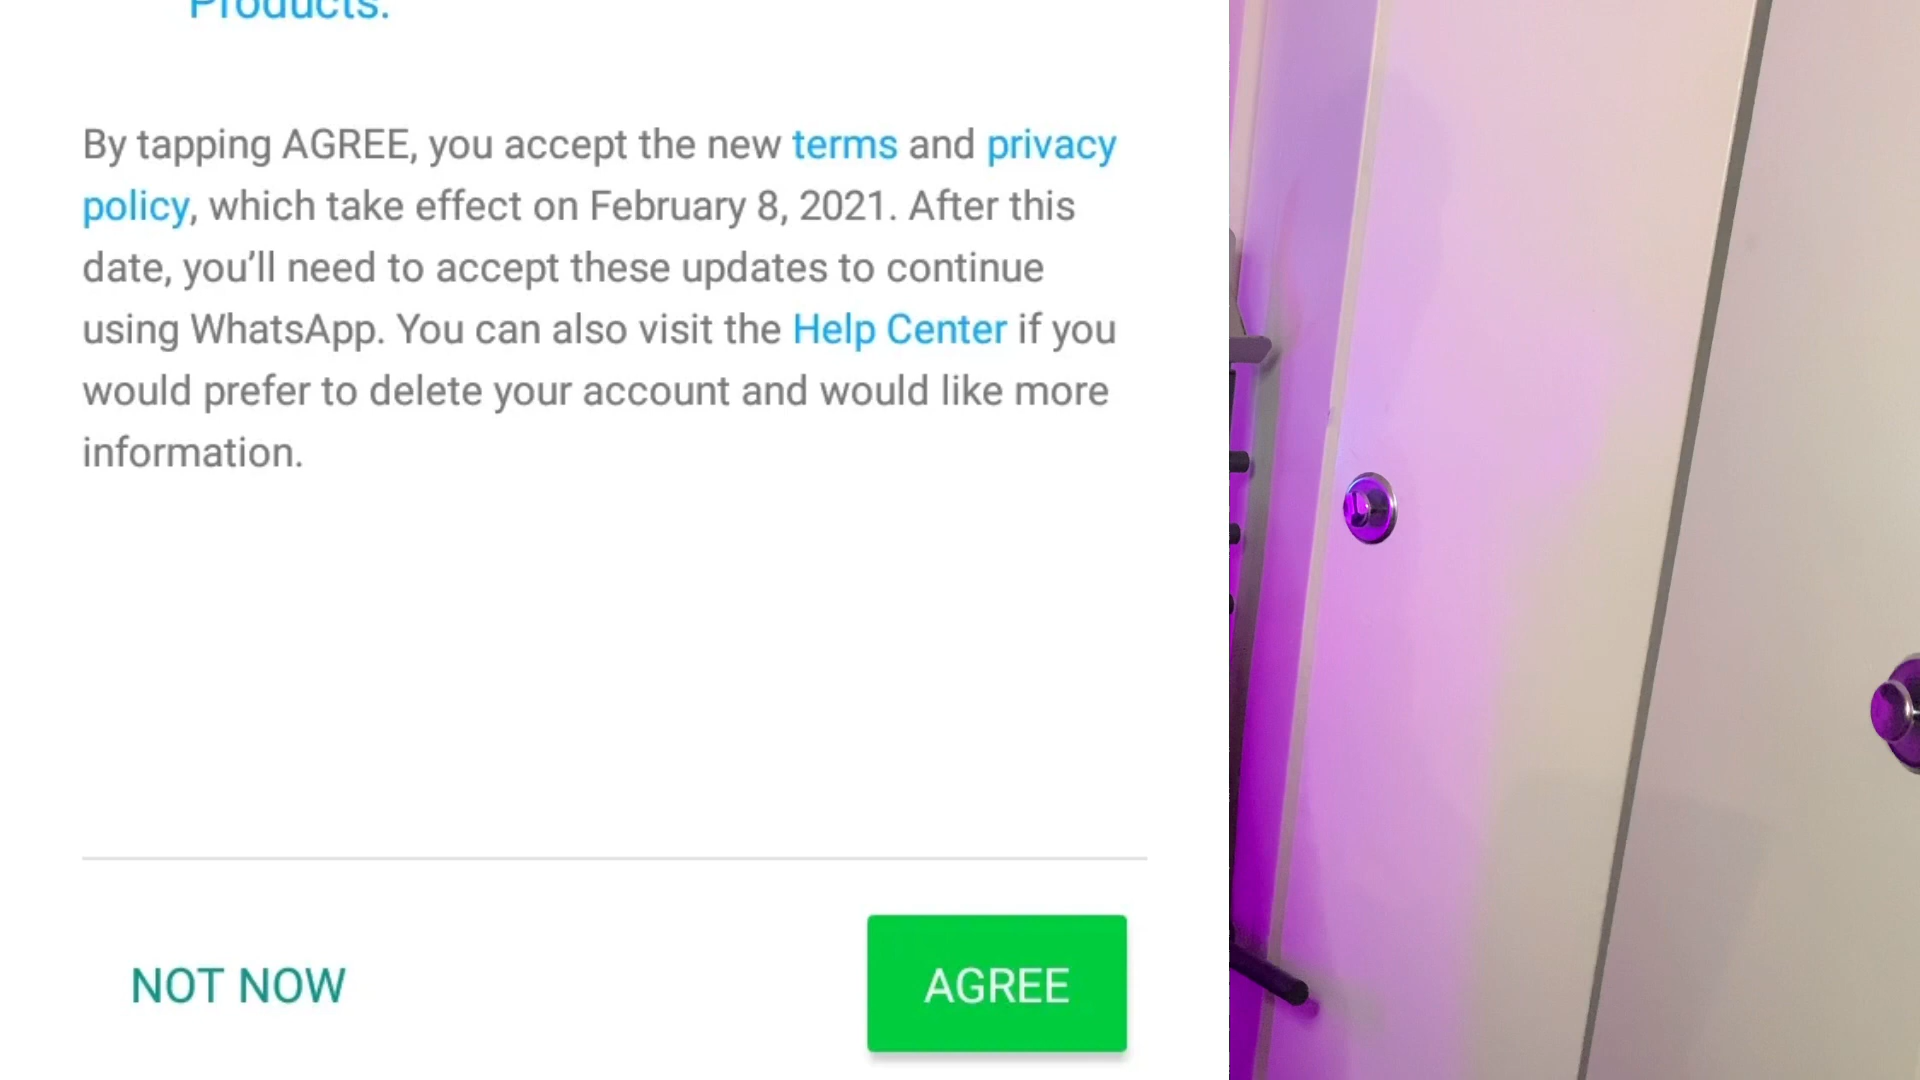 Products.
By tapping AGREE, you accept the new terms and privacy
policy, which take effect on February 8, 2021. After this
date, you’ll need to accept these updates to continue
using WhatsApp. You can also visit the Help Center if you
would prefer to delete your account and would like more
information.
NOT NOW
AGREE